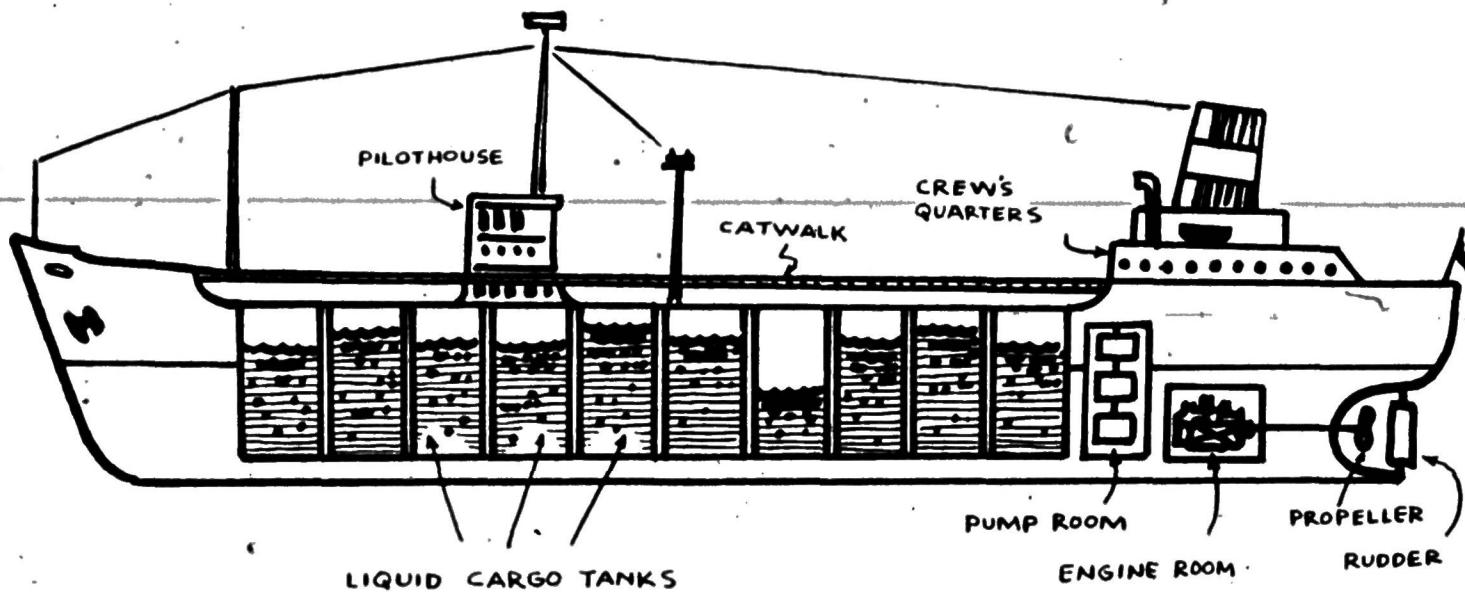 PILOTHOUSE
CREW'S
QUARTERS
CATWALK
PUMP ROOM
PROPELLER
ENGINE ROOM
RUDDER
LIQUID CARGO TANKS